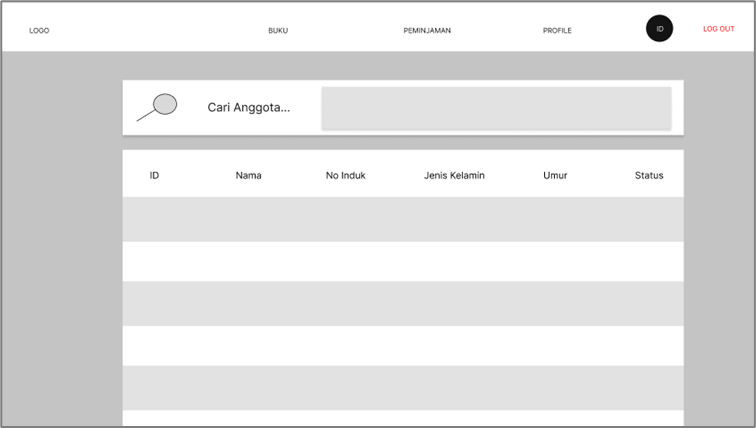 LOGO BUKU PEMINJAMAN PROFILE ID LOG OUT
Cari Anggota...
ID Nama No Induk Jenis Kelamin Umur Status